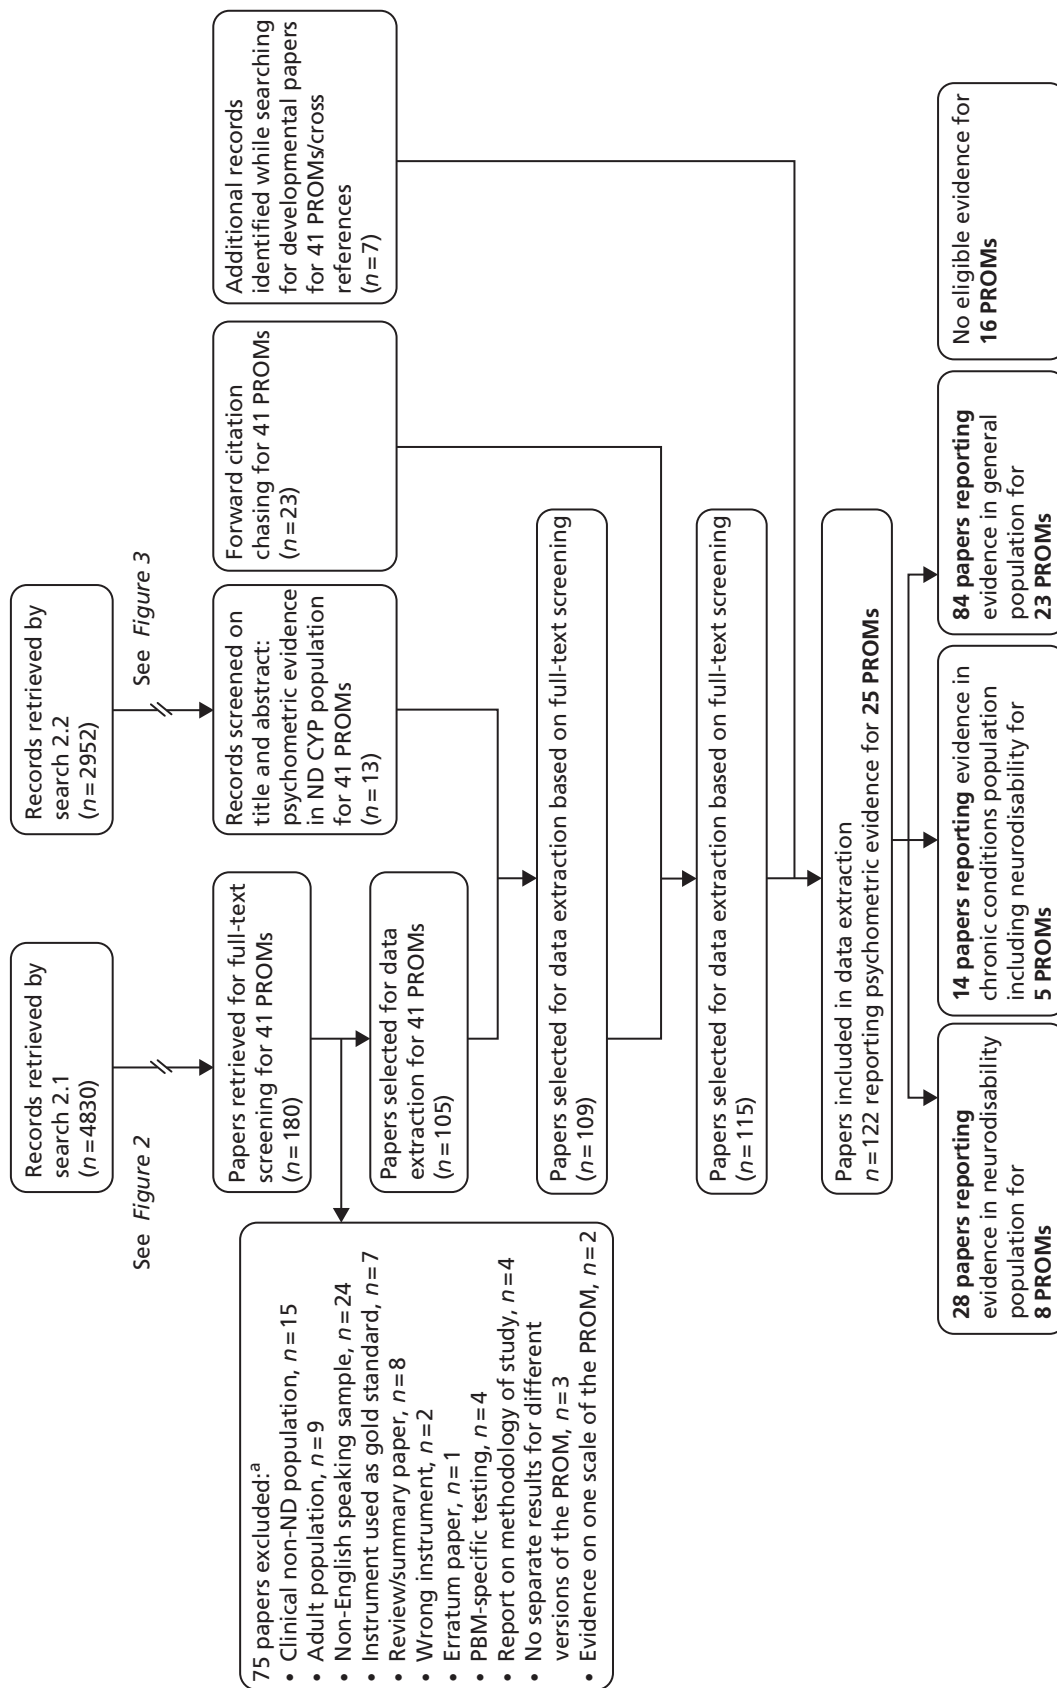 Records retrieved by
search 2.1
(n=4830)
See Figure 2
Records retrieved by
search 2.2
(n=2952)
See Figure 3
Papers retrieved for full-text
screening for 41 PROMs
(n=180)
Records screened on
title and abstract:
psychometric evidence
in ND CYP population
for 41 PROMs
(n=13)
Forward citation
chasing for 41 PROMs
(n=23)
Additional records
identified while searching
for developmental papers
for 41 PROMs/cross
references
(n=7)
75 papers excluded:a
• Clinical non-ND population, n=15
• Adult population, n=9
• Non-English speaking sample, n=24
• Instrument used as gold standard, n=7
• Review/summary paper, n=8
• Wrong instrument, n=2
• Erratum paper, n=1
• PBM-specific testing, n=4
• Report on methodology of study, n=4
• No separate results for different
versions of the PROM, n=3
• Evidence on one scale of the PROM, n=2
Papers selected for data
extraction for 41 PROMs
(n=105)
Papers selected for data extraction based on full-text screening
(n=109)
Papers selected for data extraction based on full-text screening
(n=115)
Papers included in data extraction
n=122 reporting psychometric evidence for 25 PROMs
28 papers reporting
evidence in neurodisability
population for
8 PROMs
14 papers reporting evidence in
chronic conditions population
including neurodisability for
5 PROMs
84 papers reporting
evidence in general
population for
23 PROMs
No eligible evidence for
16 PROMs